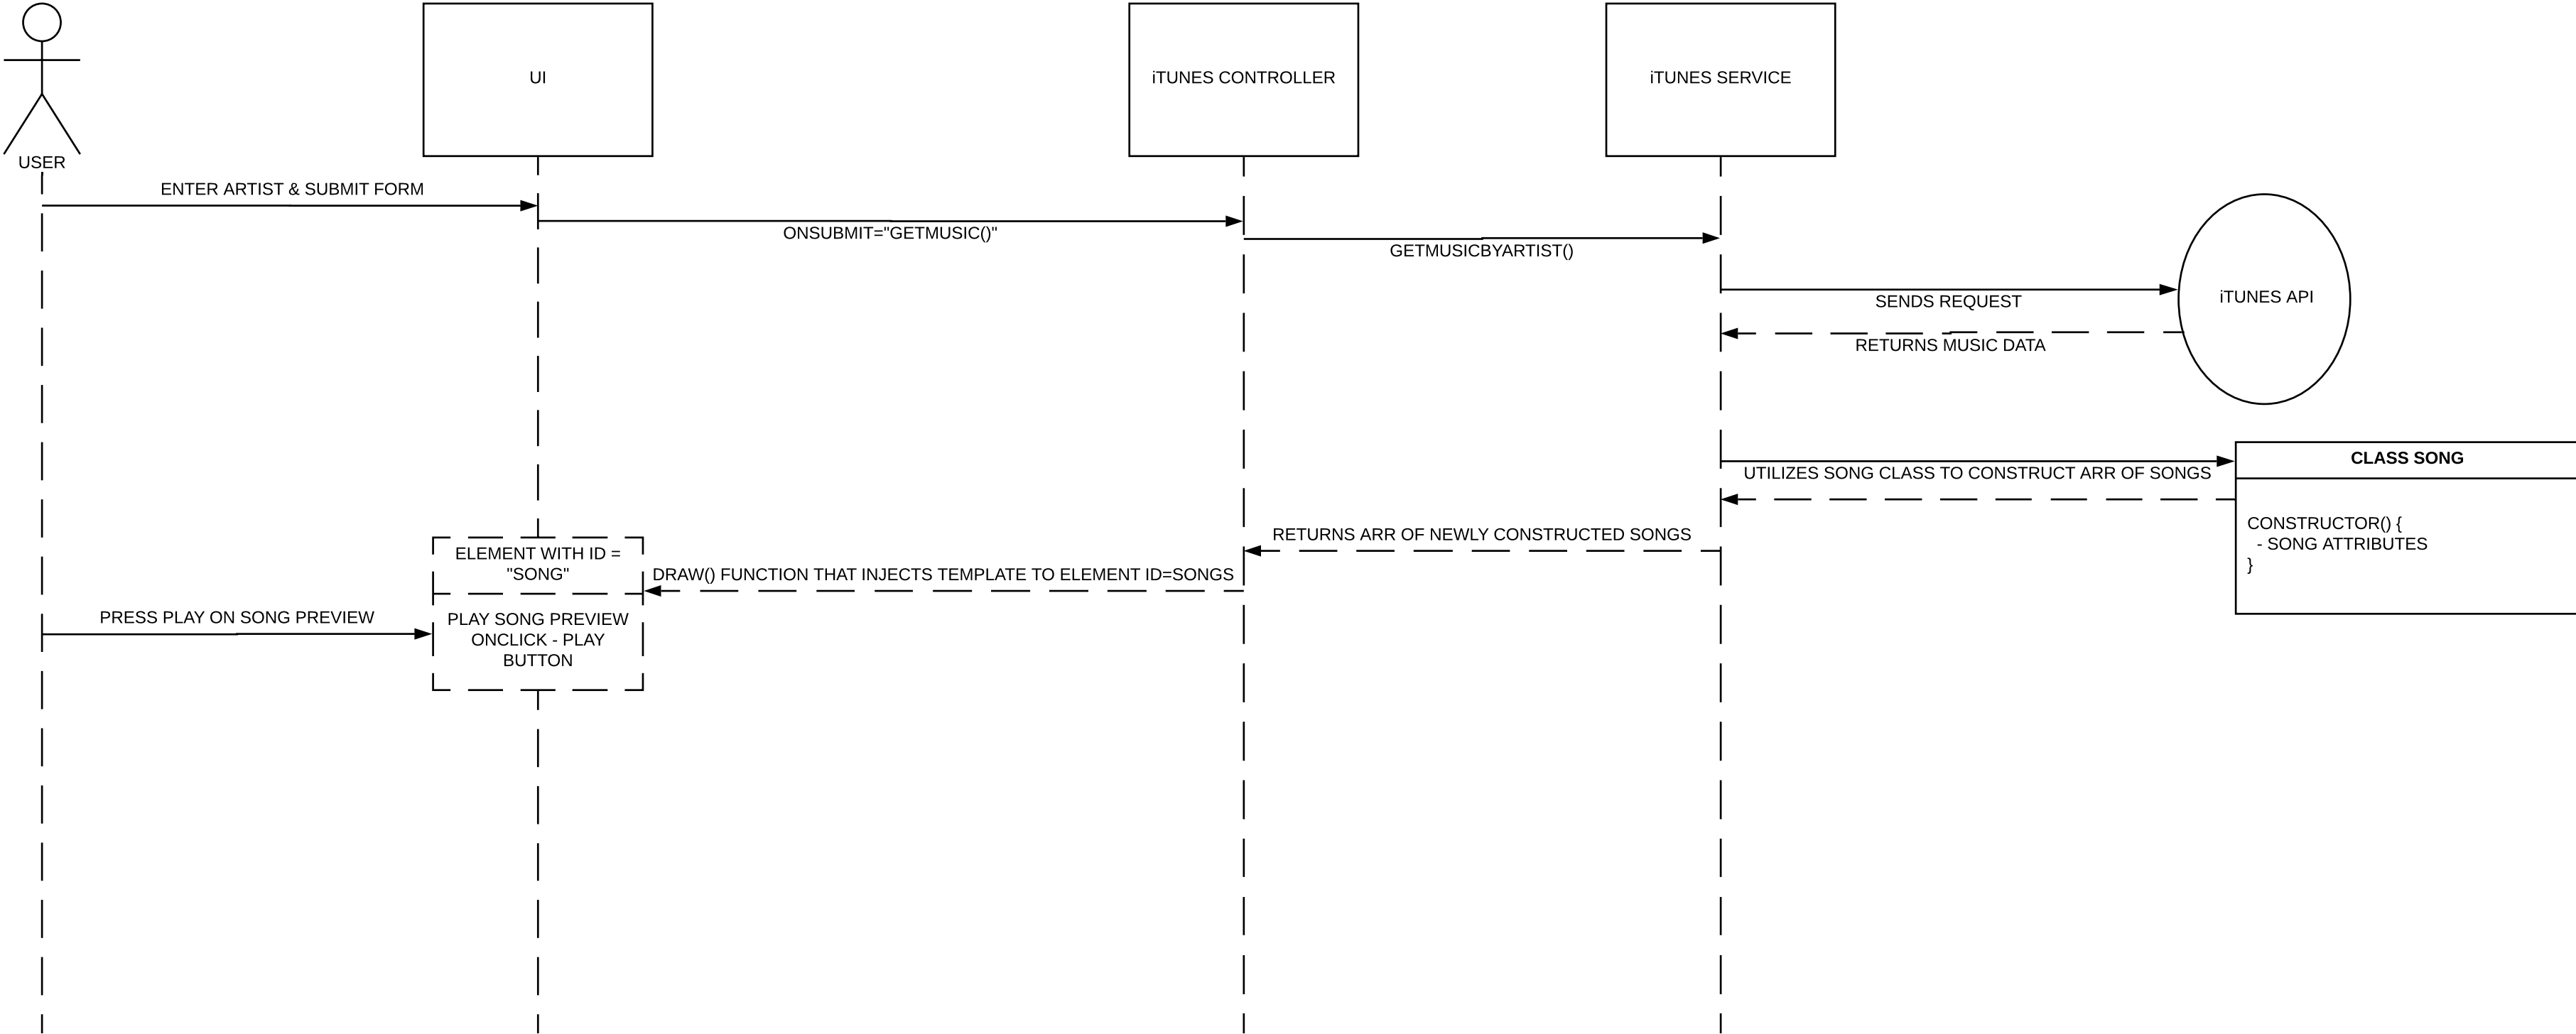 UI
iTUNES CONTROLLER
iTUNES SERVICE
USER
ENTER ARTIST & SUBMIT FORM
ONSUBMIT="GETMUSIC()"
GETMUSICBYARTIST()
SENDS REQUEST
iTUNES API
RETURNS MUSIC DATA
CLASS SONG
UTILIZES SONG CLASS TO CONSTRUCT ARR OF SONGS
CONSTRUCTOR() {
- SONG ATTRIBUTES
}
RETURNS ARR OF NEWLY CONSTRUCTED SONGS
DRAW() FUNCTION THAT INJECTS TEMPLATE TO ELEMENT ID=SONGS
ELEMENT WITH ID =
"SONG"
PRESS PLAY ON SONG PREVIEW
PLAY SONG PREVIEW
ONCLICK - PLAY
BUTTON